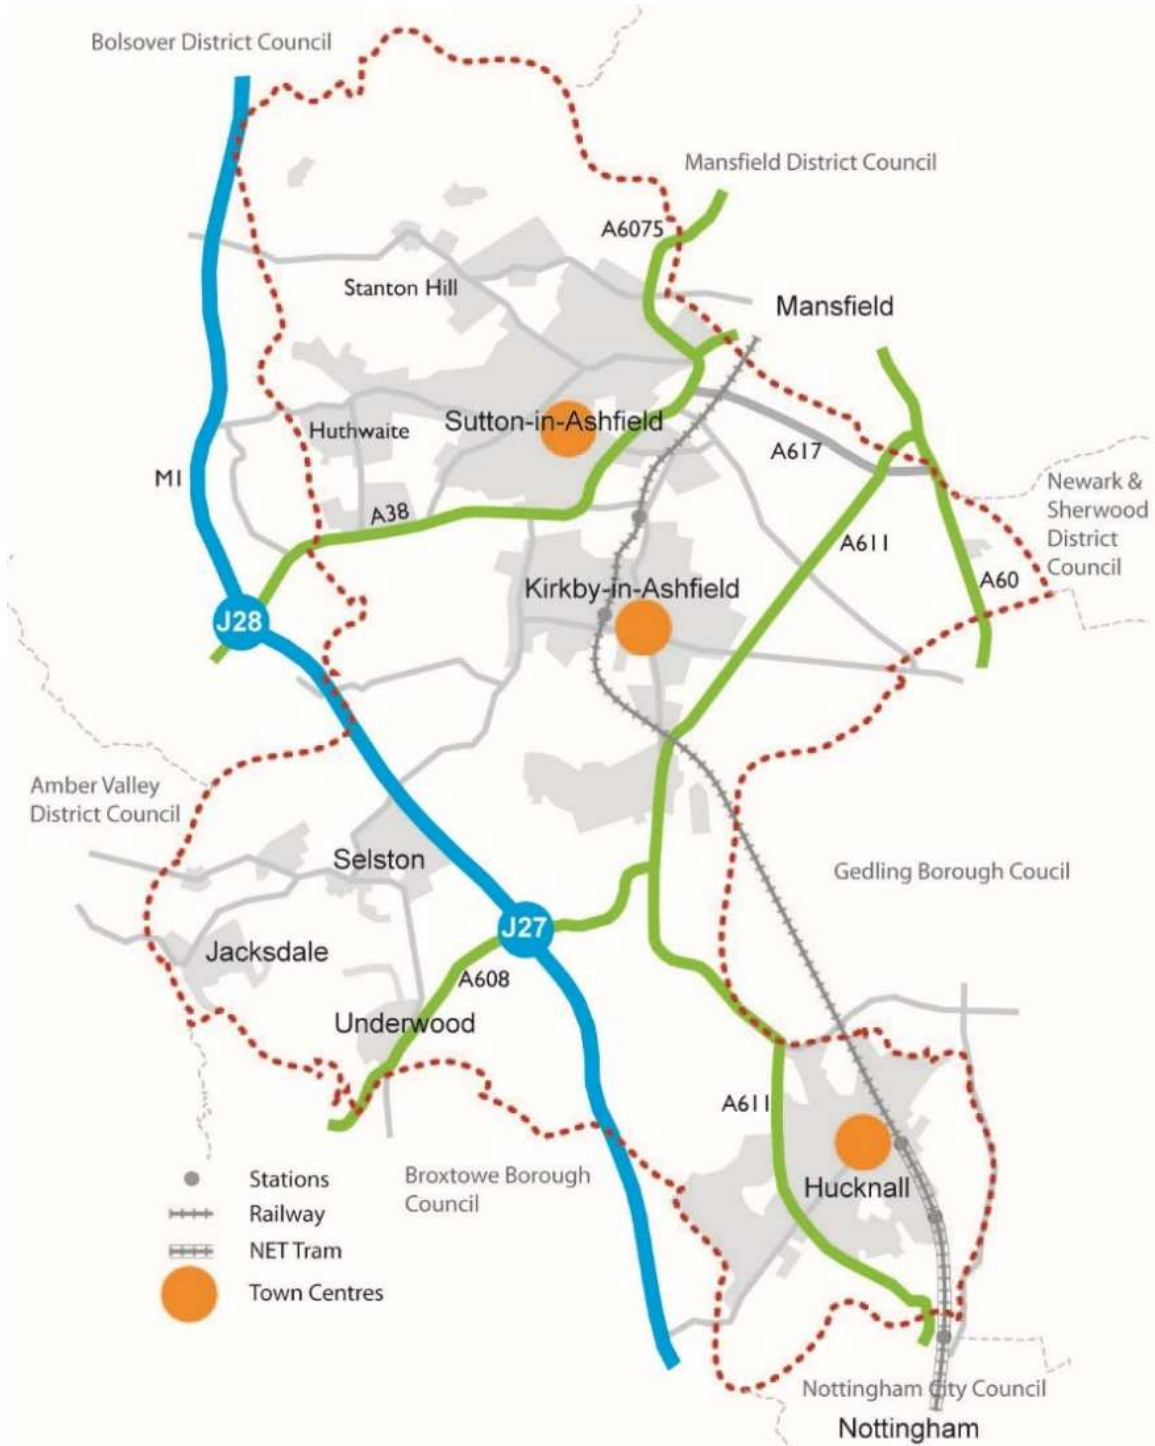 Bolsover District Council
Mansfield District Council
A6075
Stanton Hill
Mansfield
Sutton-in-Ashfield
Huthwaite
A617
M1
Newark &
Sherwood
District
Council
A38
A611
A60
Kirkby-in-Ashfield
J28
Amber Valley
District Council
Selston
Gedling Borough Coucil
J27
Jacksdale
A608
Underwood
A611
Broxtowe Borough
Council
Hucknall
Stations
Railway
NET Tram
Town Centres
Nottingham City Council
Nottingham